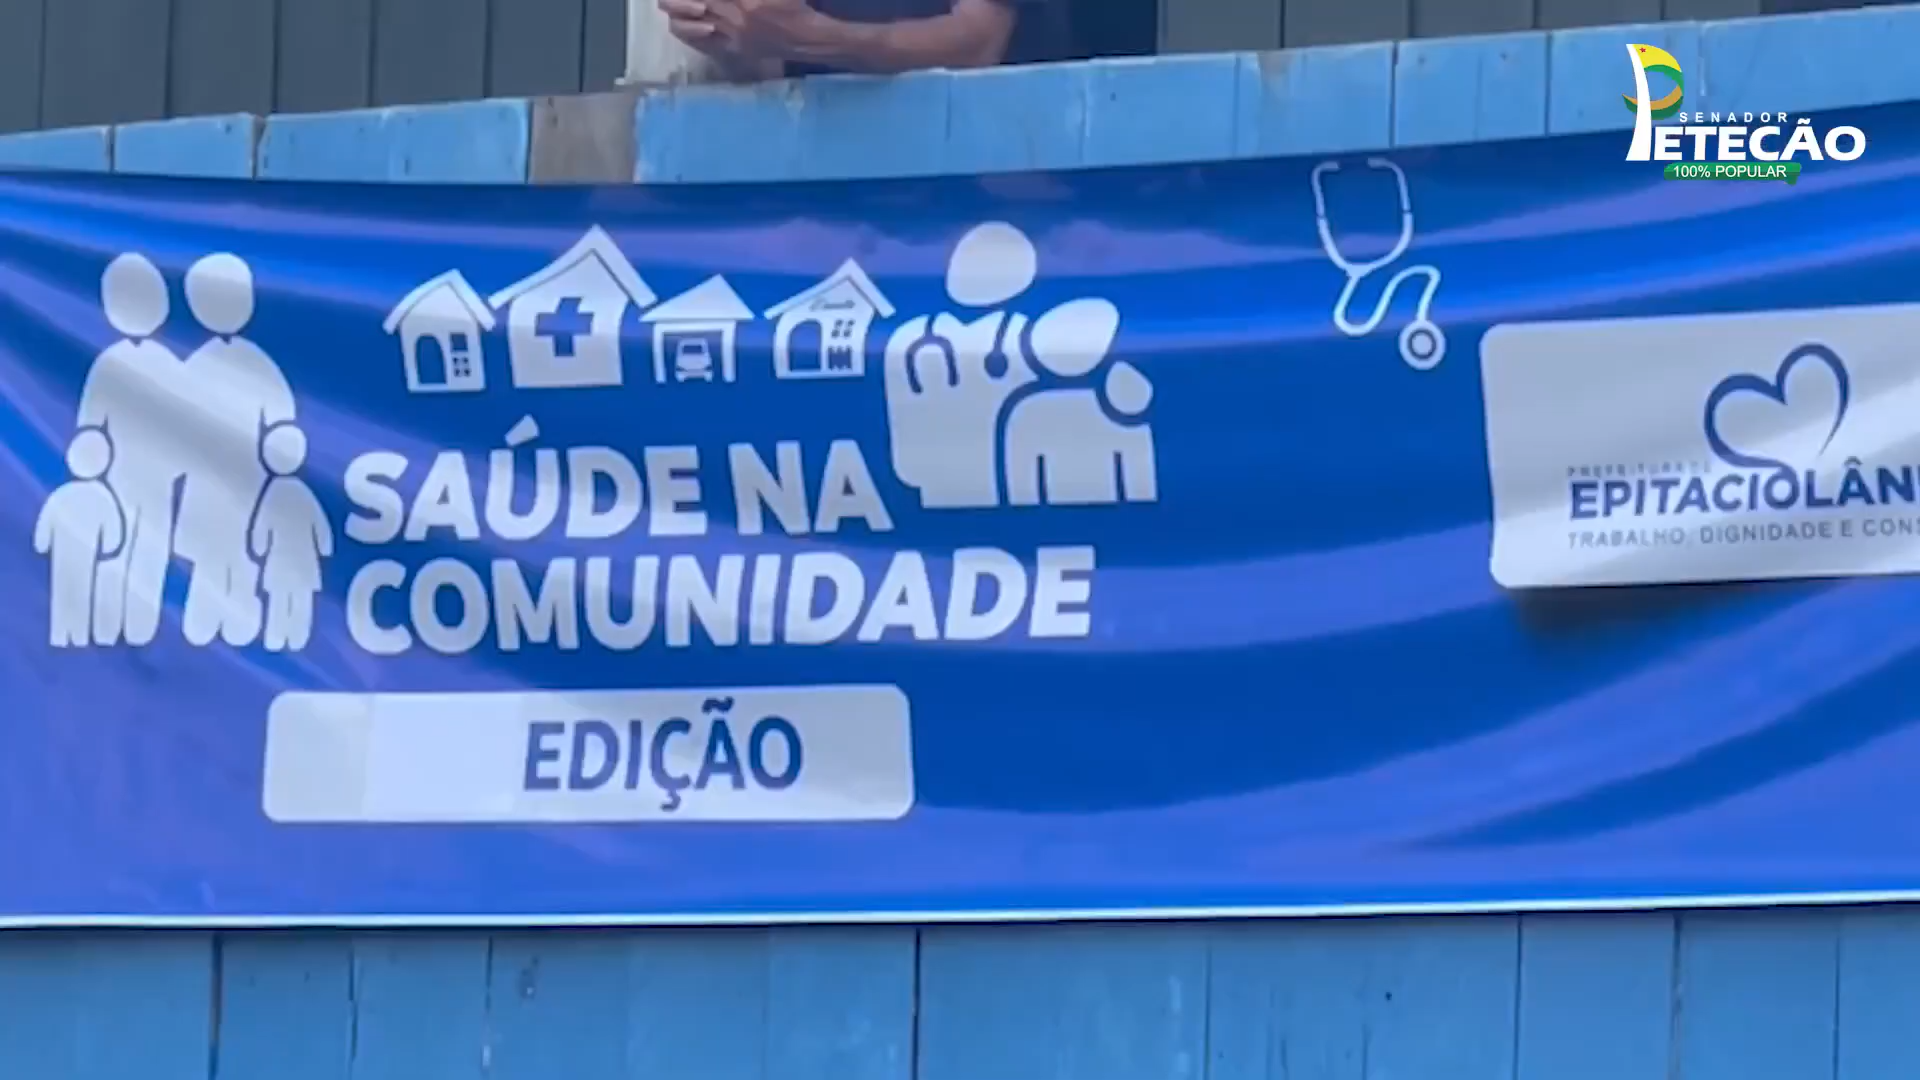 SENADOR
PETECÃO
100% POPULAR
SAÚDE NA
COMUNIDADE
EDIÇÃO
PREFEITURA DE
EPITACIOLÂN
TRABALHO, DIGNIDADE E CONS